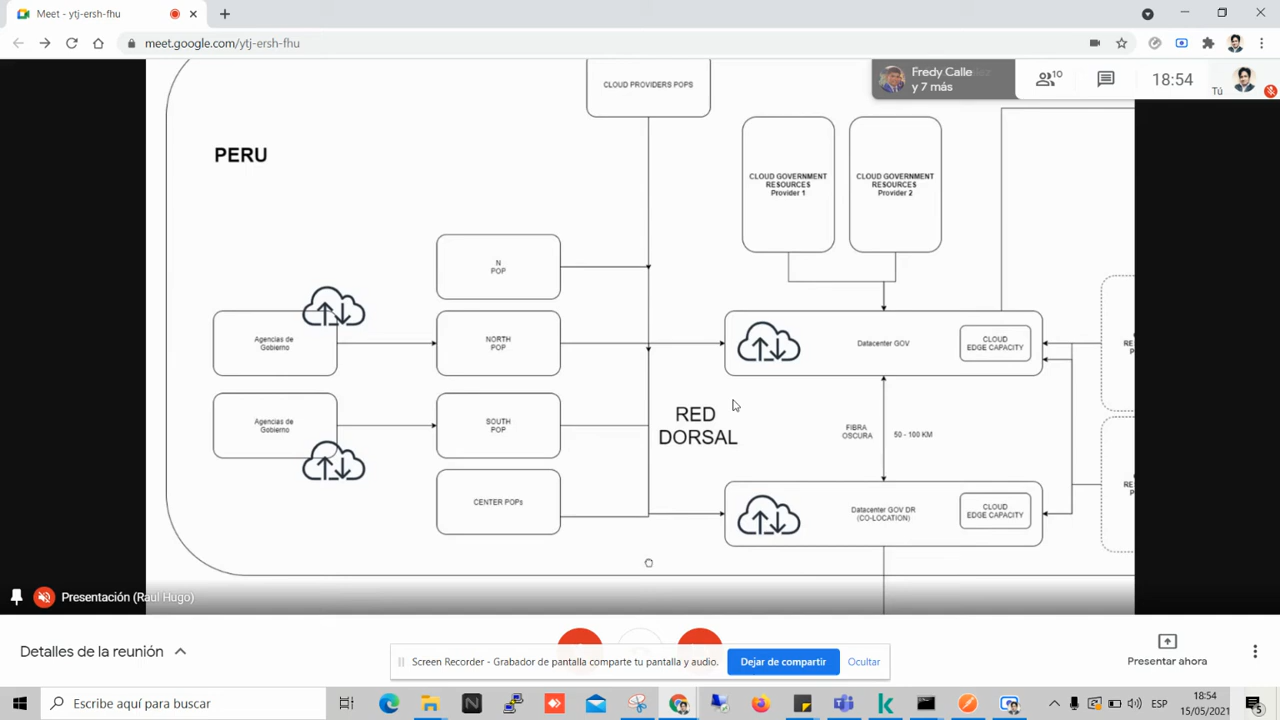 Meet - ytj-ersh-fhu
meet.google.com/ytj-ersh-fhu
Fredy Calle
y 7 más
10
18:54
Tú
CLOUD PROVIDERS POPS
PERU
CLOUD GOVERNMENT
RESOURCES
Provider 1
CLOUD GOVERNMENT
RESOURCES
Provider 2
N
POP
Agencias de
Gobierno
NORTH
POP
Datacenter GOV
CLOUD
EDGE CAPACITY
RE
P
Agencias de
Gobierno
SOUTH
POP
RED
DORSAL
FIBRA
OSCURA
50 - 100 KM
CENTER POPs
Datacenter GOV DR
(CO-LOCATION)
CLOUD
EDGE CAPACITY
RE
P
Presentación (Raul Hugo)
Detalles de la reunión
Screen Recorder - Grabador de pantalla comparte tu pantalla y audio.
Dejar de compartir
Ocultar
Presentar ahora
Escribe aquí para buscar
ESP
18:54
15/05/2021
5